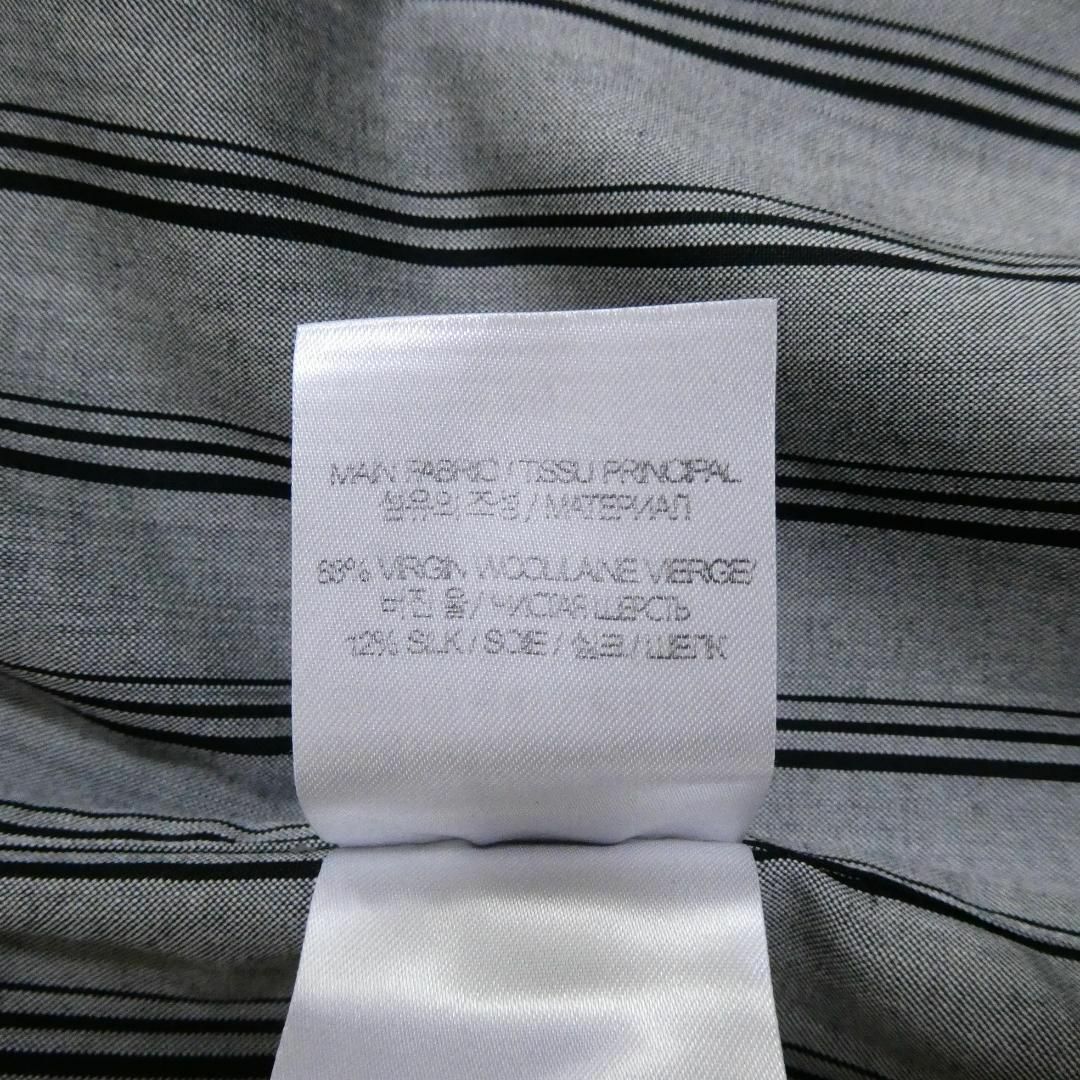 MAIN FABRIC / TISSU PRINCIPAL
섬유의 조성 / МАТЕРИАЛ
88% VIRGIN WOOL/LAINE VIERGE/
버진 울 / ЧИСТАЯ ШЕРСТЬ
12% SILK / SOIE / 실크 / ШЕЛК